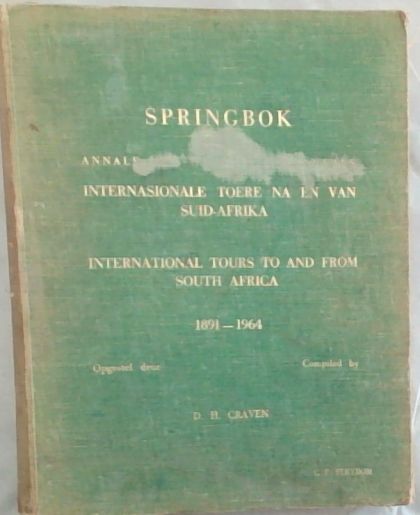 SPRINGBOK
INTERNASIONALE TOERE NA EN VAN
SUID-AFRIKA
INTERNATIONAL TOURS TO AND FROM
SOUTH AFRICA
1891—1964
Opgestel deur Compiled by
D. H. CRAVEN